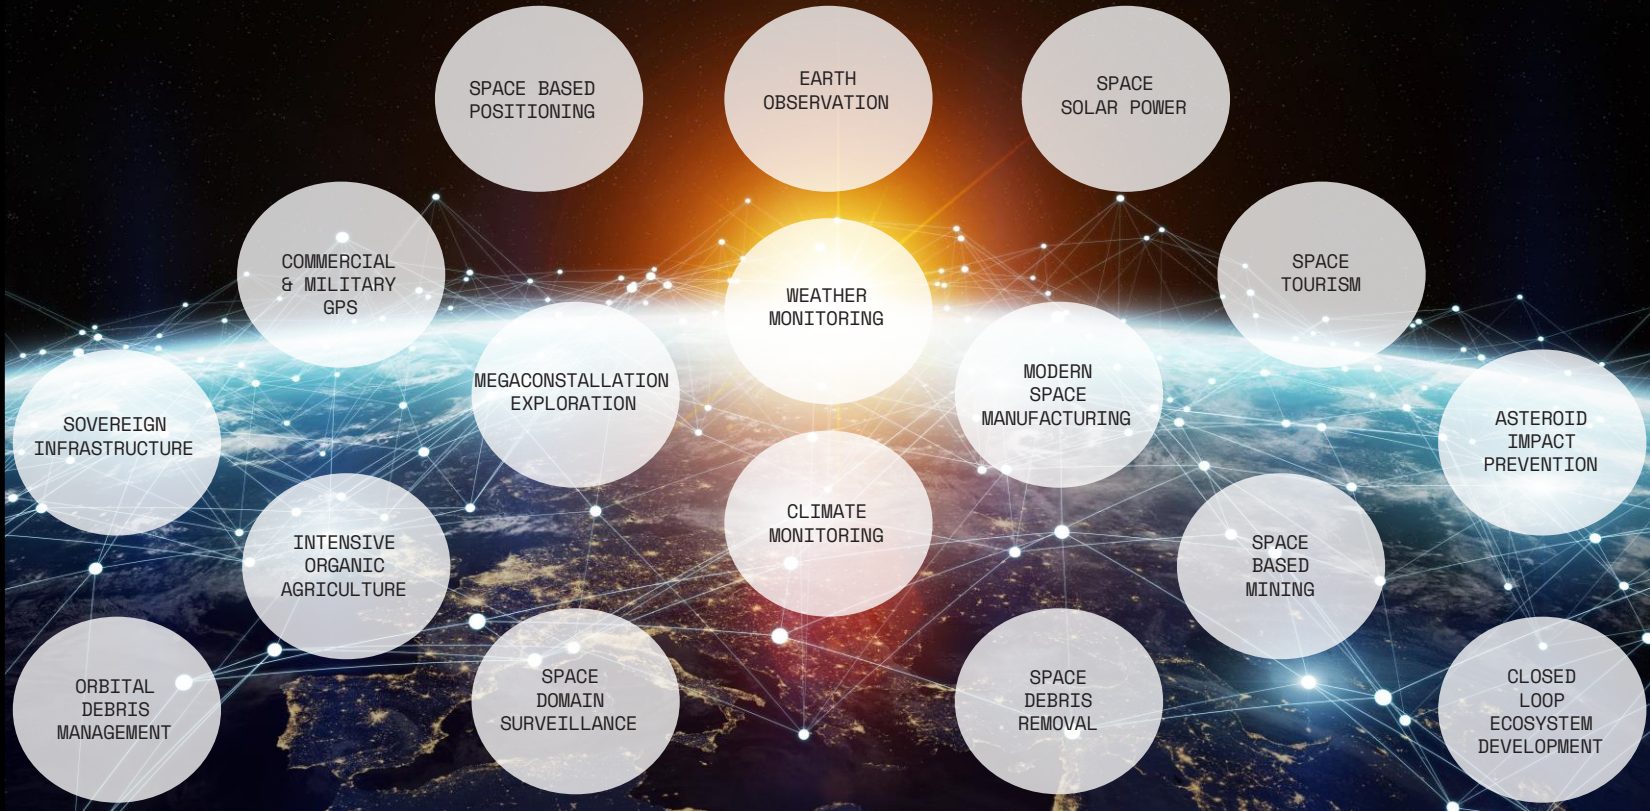 SPACE BASED
POSITIONING
EARTH
OBSERVATION
SPACE
SOLAR POWER
COMMERCIAL
& MILITARY
GPS
WEATHER
MONITORING
SPACE
TOURISM
SOVEREIGN
INFRASTRUCTURE
MEGACONSTALLATION
EXPLORATION
MODERN
SPACE
MANUFACTURING
ASTEROID
IMPACT
PREVENTION
INTENSIVE
ORGANIC
AGRICULTURE
CLIMATE
MONITORING
SPACE
BASED
MINING
ORBITAL
DEBRIS
MANAGEMENT
SPACE
DOMAIN
SURVEILLANCE
SPACE
DEBRIS
REMOVAL
CLOSED
LOOP
ECOSYSTEM
DEVELOPMENT